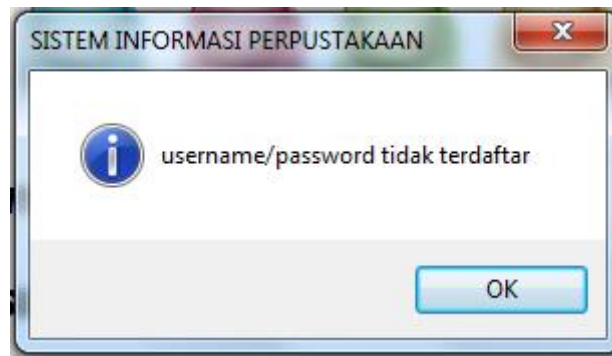 SISTEM INFORMASI PERPUSTAKAAN
username/password tidak terdaftar
OK